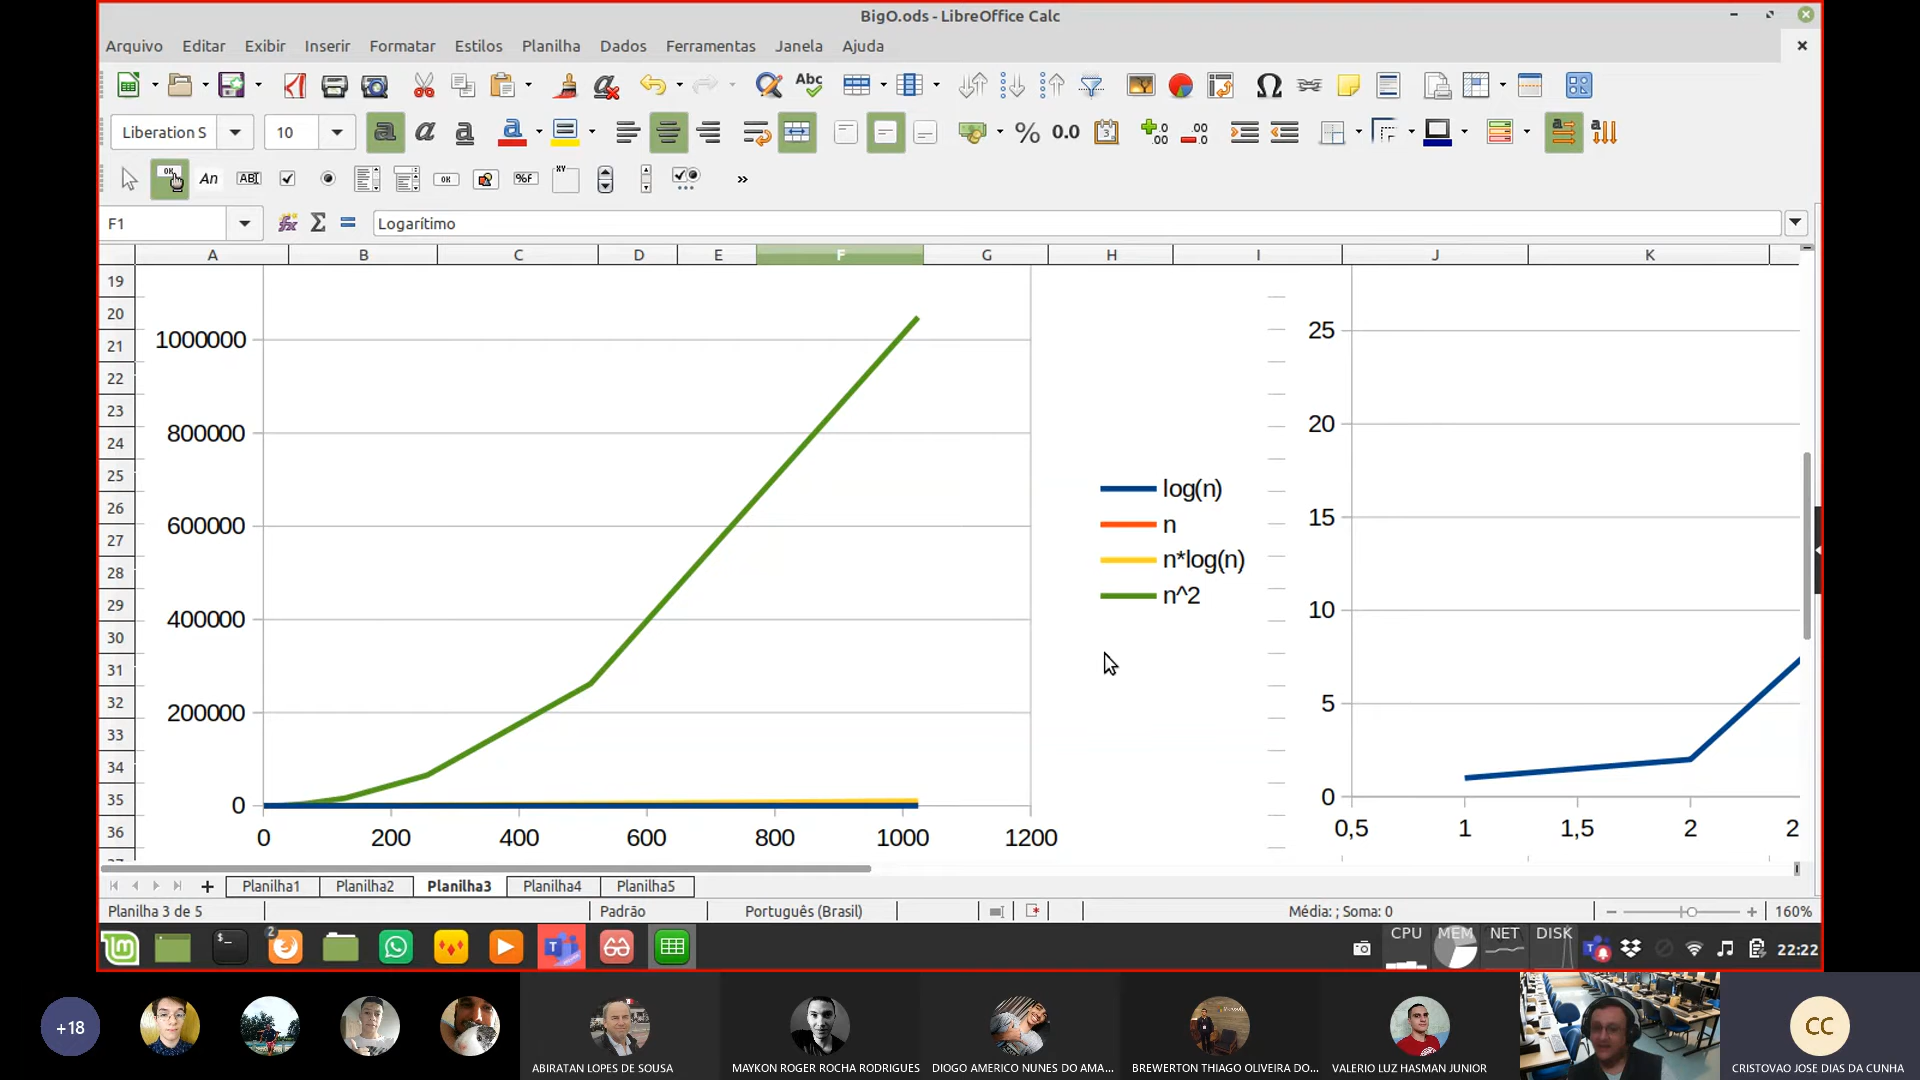 BigO.ods - LibreOffice Calc
Arquivo Editar Exibir Inserir Formatar Estilos Planilha Dados Ferramentas Janela Ajuda
Abc
Liberation S 10
% 0.0
An
F1 Logarítimo
A B C D E F G H I J K
19
20
21
22
23
24
25
26
27
28
29
30
31
32
33
34
35
36
1000000
800000
600000
400000
200000
0
0 200 400 600 800 1000 1200
log(n)
n
n*log(n)
n^2
25
20
15
10
5
0
0,5 1 1,5 2 2
Planilha1 Planilha2 Planilha3 Planilha4 Planilha5
Planilha 3 de 5 Padrão Português (Brasil) Média: ; Soma: 0 160%
2
CPU MEM NET DISK 22:22
+18
ABIRATAN LOPES DE SOUSA
MAYKON ROGER ROCHA RODRIGUES
DIOGO AMERICO NUNES DO AMA...
BREWERTON THIAGO OLIVEIRA DO...
VALERIO LUZ HASMAN JUNIOR
CC
CRISTOVAO JOSE DIAS DA CUNHA